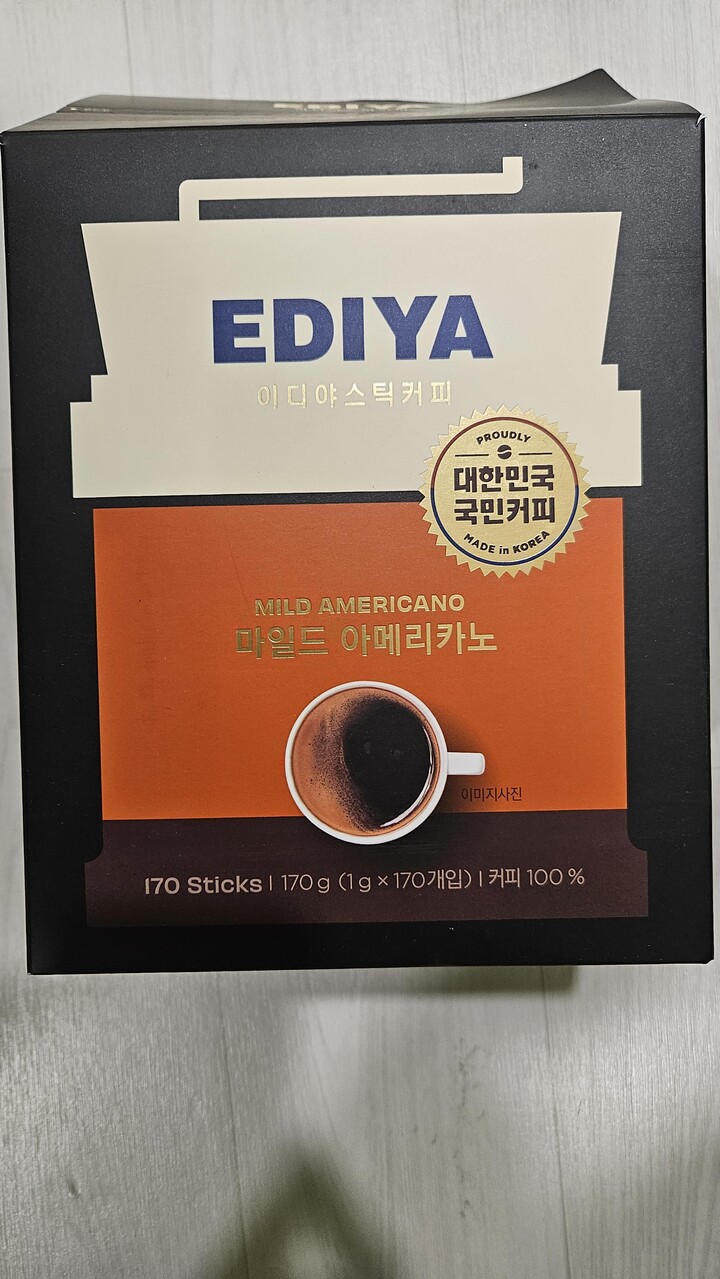 EDIYA
EDIYA
이디야스틱커피
PROUDLY
대한민국
국민커피
MADE in KOREA
MILD AMERICANO
마일드 아메리카노
이미지사진
170 Sticks | 170 g (1 g × 170개입) | 커피 100 %